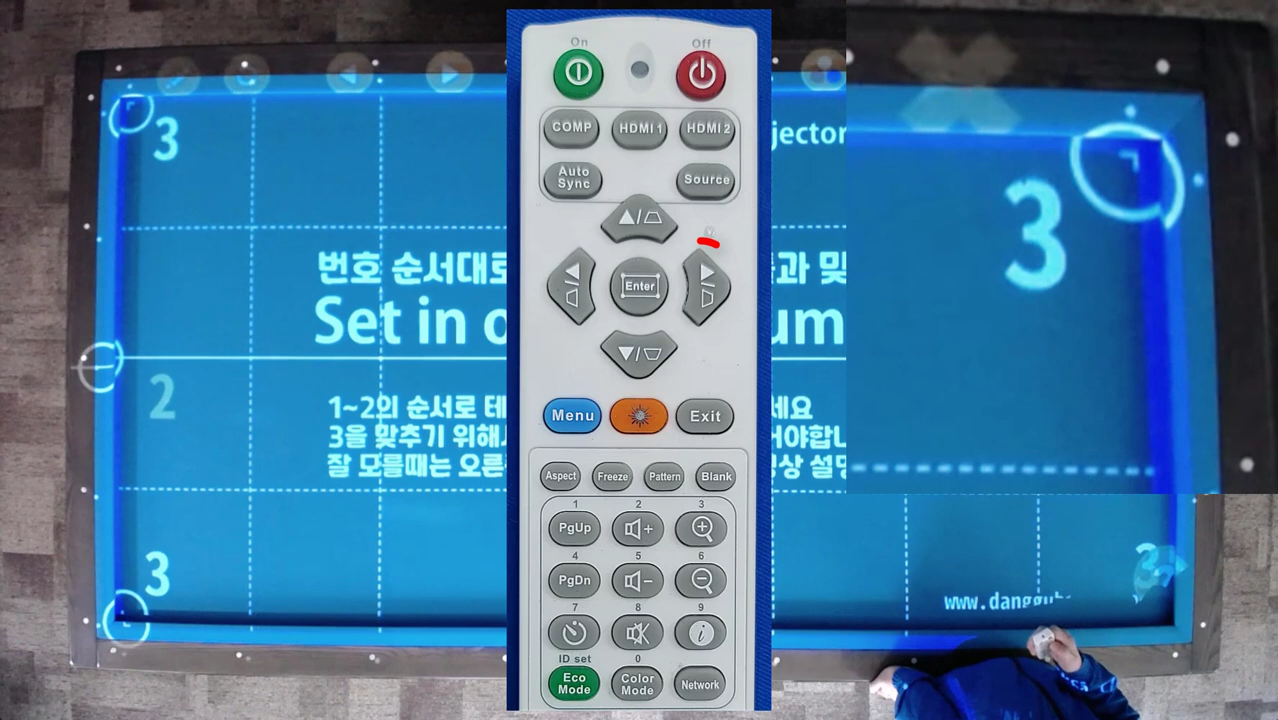 On
Off
COMP
HDMI 1
HDMI 2
Auto Sync
Source
Enter
Menu
Exit
Aspect
Freeze
Pattern
Blank
1
2
3
PgUp
4
5
6
PgDn
7
8
9
ID set
0
Eco Mode
Color Mode
Network
3
jector
3
번호 순서대로
과 맞
Set in o
um
2
1~2의 순서로 테
세요
3을 맞추기 위해
어야합니
잘 모를때는 오른
상 설명
3
www.danggu